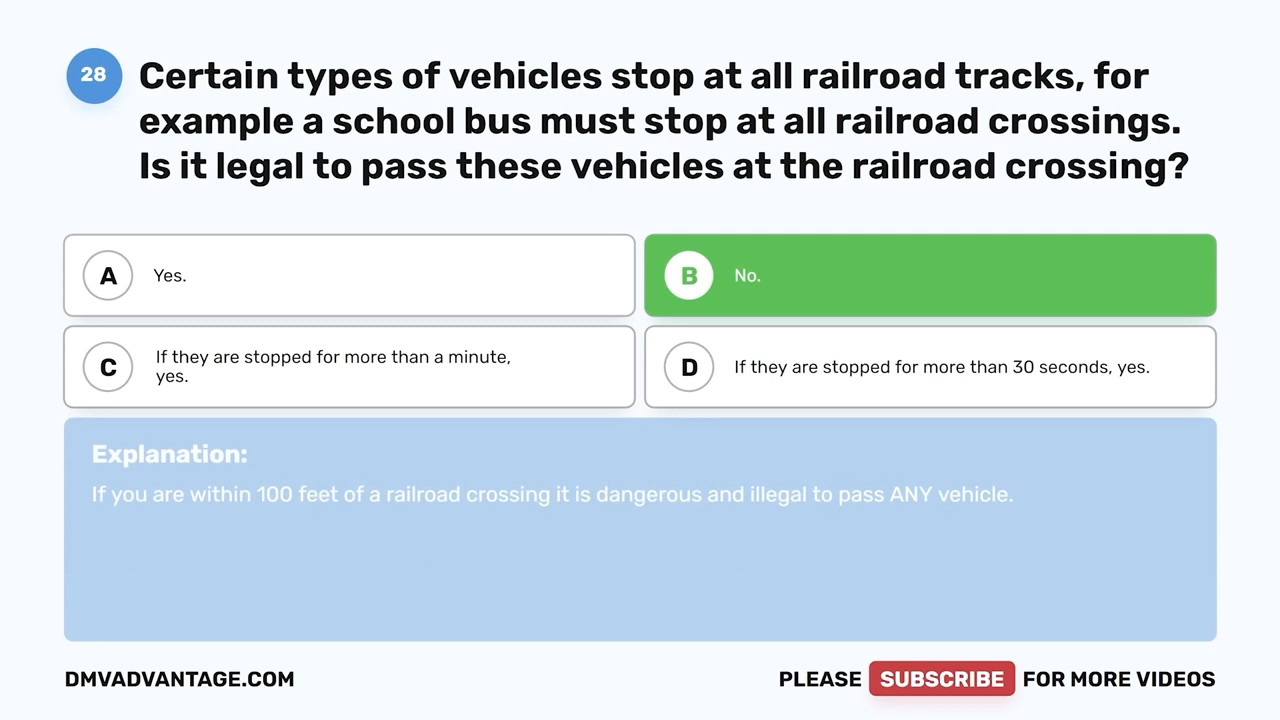 28
Certain types of vehicles stop at all railroad tracks, for
example a school bus must stop at all railroad crossings.
Is it legal to pass these vehicles at the railroad crossing?
A Yes.
B No.
C If they are stopped for more than a minute,
yes.
D If they are stopped for more than 30 seconds, yes.
Explanation:
If you are within 100 feet of a railroad crossing it is dangerous and illegal to pass ANY vehicle.
DMVADVANTAGE.COM
PLEASE SUBSCRIBE FOR MORE VIDEOS